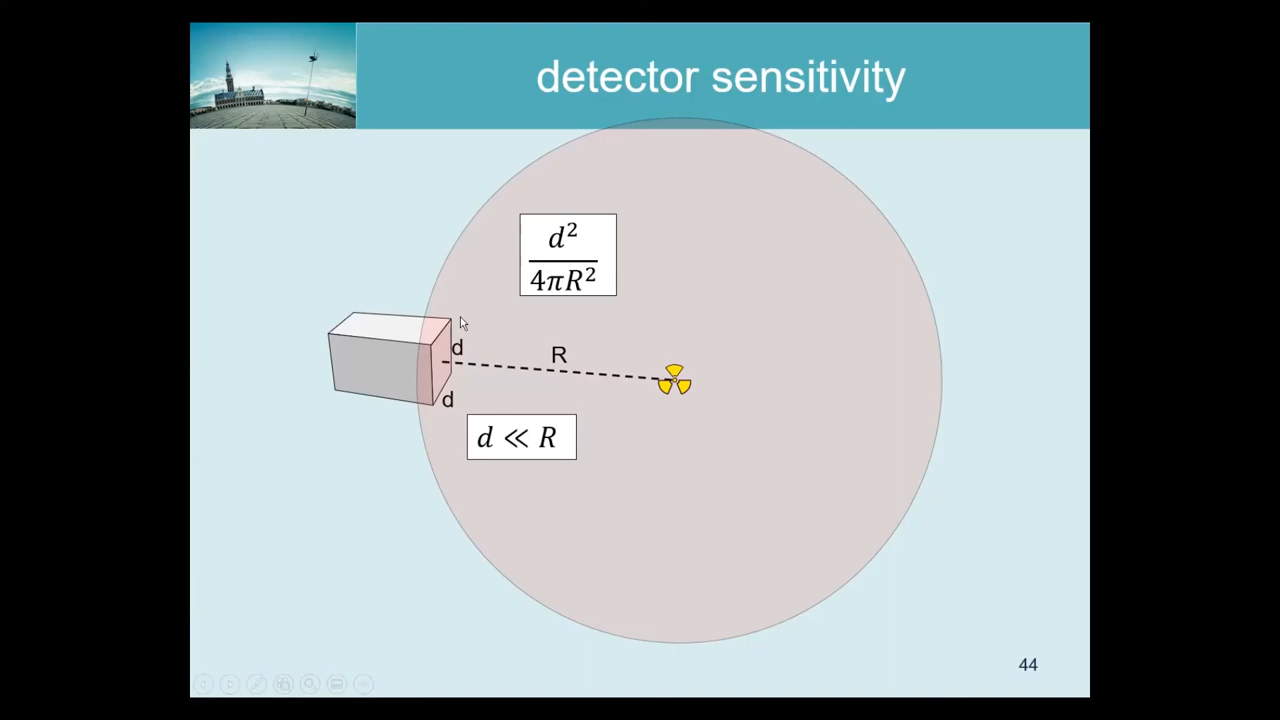 detector sensitivity
d²
4πR²
d
R
d
d ≪ R
44